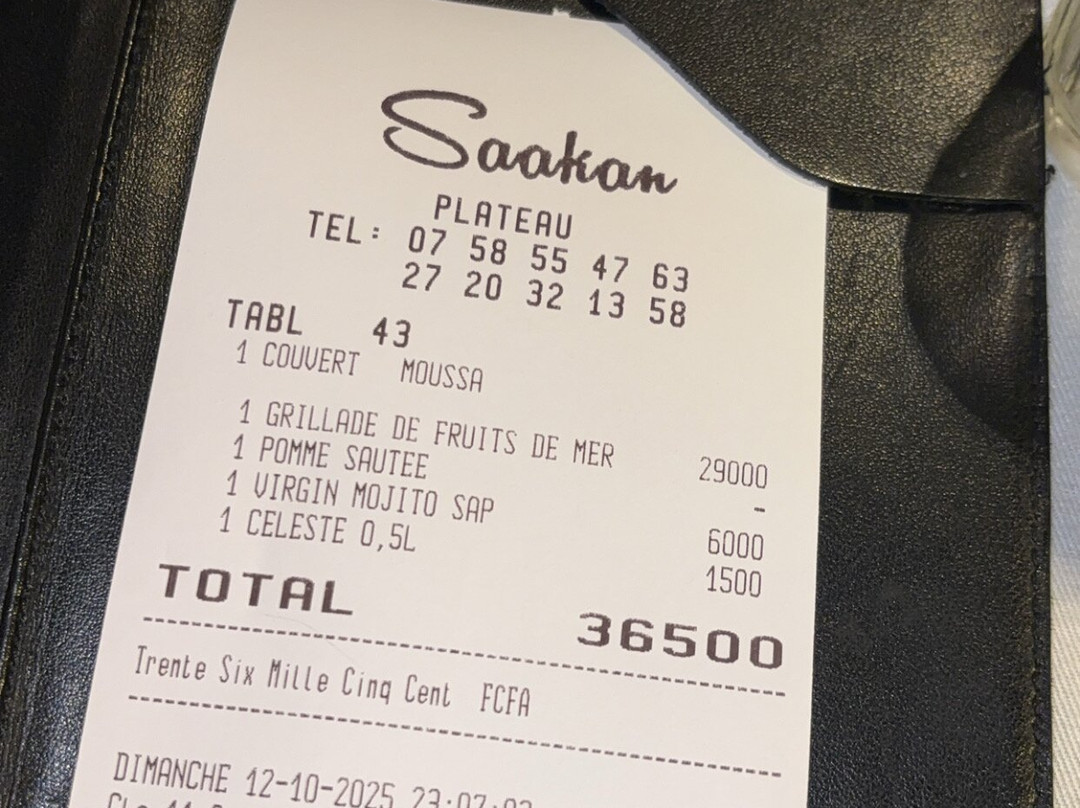 Saakan
PLATEAU
TEL: 07 58 55 47 63
27 20 32 13 58
TABL 43
1 COUVERT MOUSSA
1 GRILLADE DE FRUITS DE MER 29000
1 POMME SAUTEE -
1 VIRGIN MOJITO SAP 6000
1 CELESTE 0,5L 1500
TOTAL 36500
Trente Six Mille Cinq Cent FCFA
DIMANCHE 12-10-2025